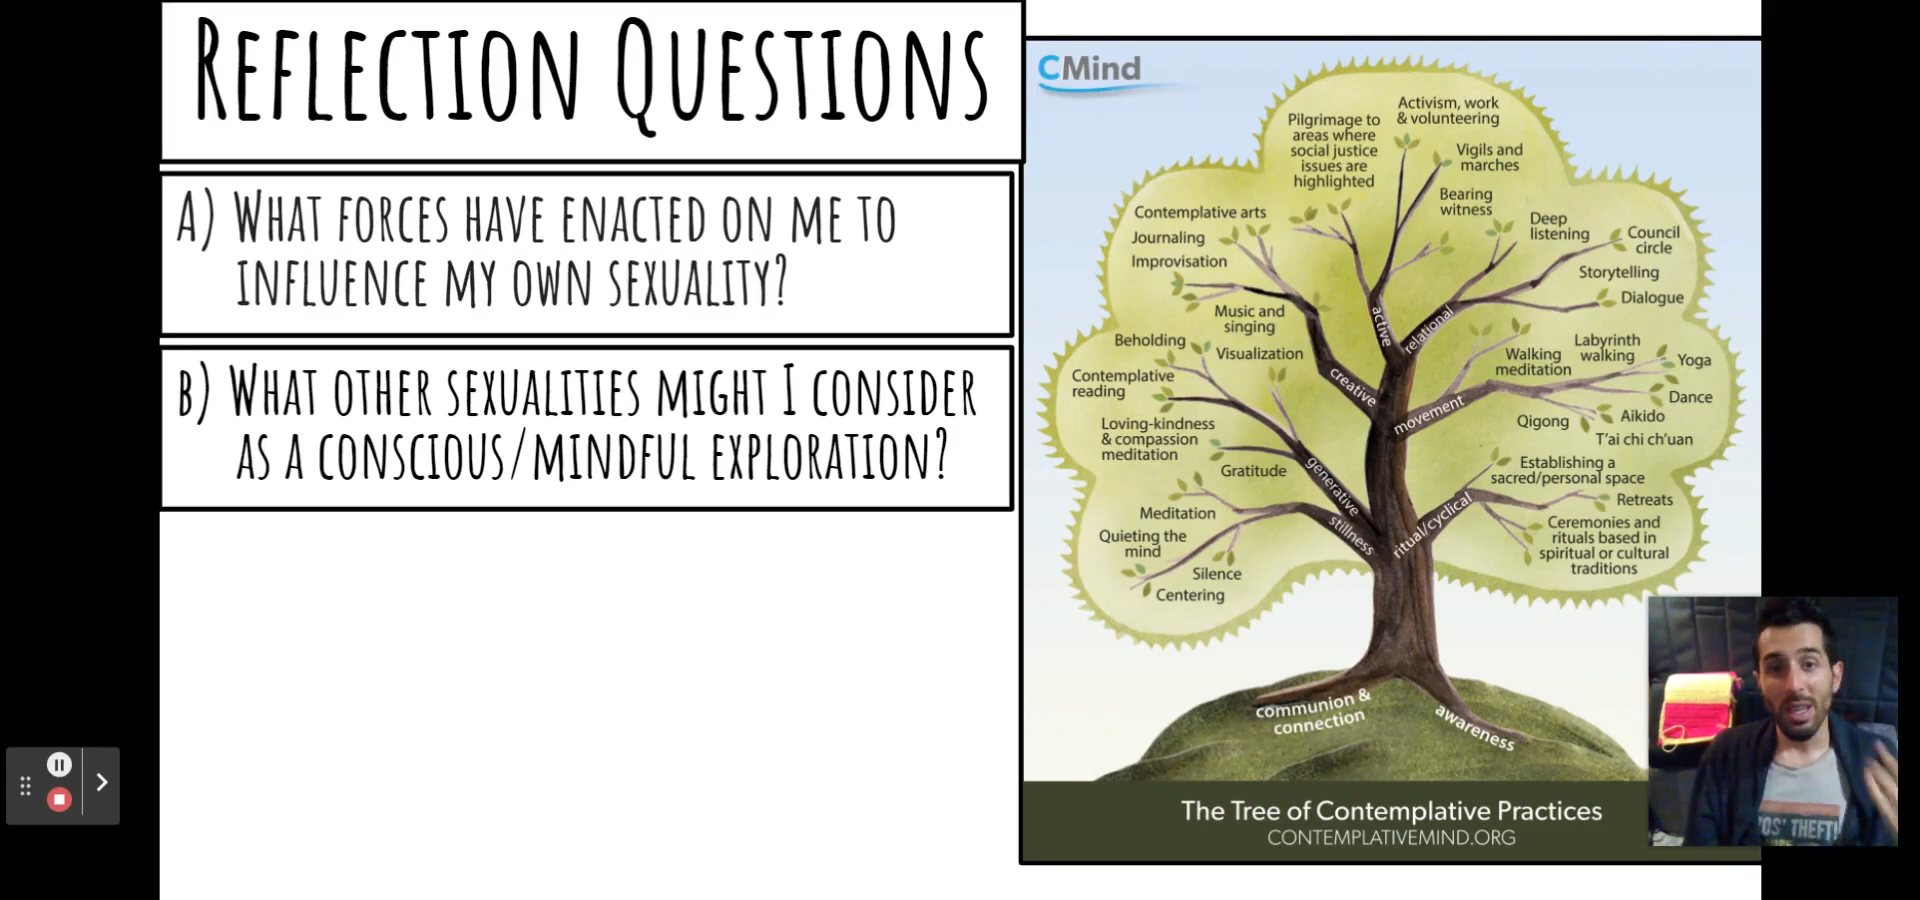 REFLECTION QUESTIONS
A) WHAT FORCES HAVE ENACTED ON ME TO
INFLUENCE MY OWN SEXUALITY?
B) WHAT OTHER SEXUALITIES MIGHT I CONSIDER
AS A CONSCIOUS/MINDFUL EXPLORATION?
CMind
Activism, work
& volunteering
Pilgrimage to
areas where
social justice
issues are
highlighted
Vigils and
marches
Bearing
witness
Deep
listening
Council
circle
Storytelling
Dialogue
Contemplative arts
Journaling
Improvisation
Music and
singing
Visualization
Beholding
Contemplative
reading
Loving-kindness
& compassion
meditation
Gratitude
Meditation
Quieting the
mind
Silence
Centering
Labyrinth
walking
Walking
meditation
Yoga
Dance
Aikido
Qigong
T'ai chi ch'uan
Establishing a
sacred/personal space
Retreats
Ceremonies and
rituals based in
spiritual or cultural
traditions
active
relational
creative
movement
generative
stillness
ritual/cyclical
communion &
connection
awareness
The Tree of Contemplative Practices
CONTEMPLATIVEMIND.ORG
THEFT!